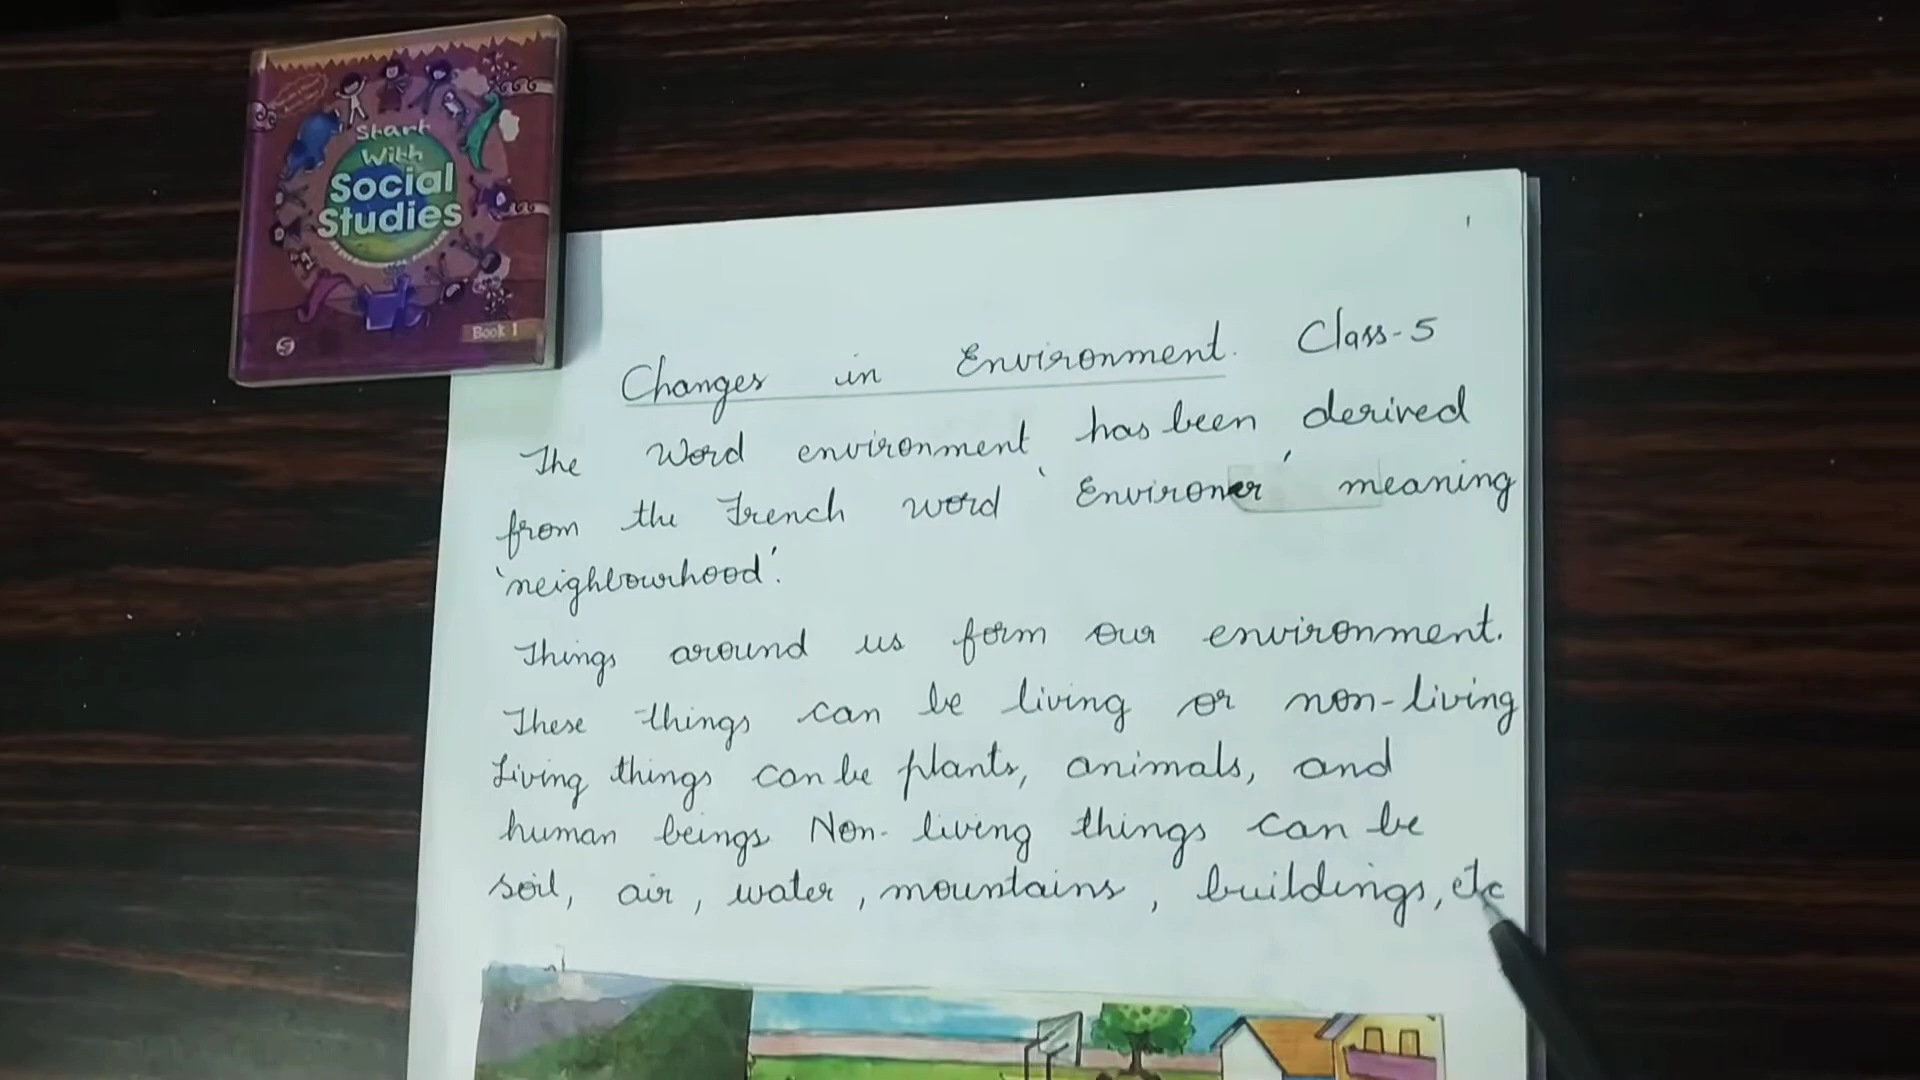 Start
With
Social
Studies
Book 1
1
Changes in Environment. Class-5
The Word environment has been derived
from the French word 'Environer' meaning
'neighbourhood'.
Things around us form our environment.
These things can be living or non-living
Living things can be plants, animals, and
human beings Non-living things can be
soil, air, water, mountains, buildings, etc